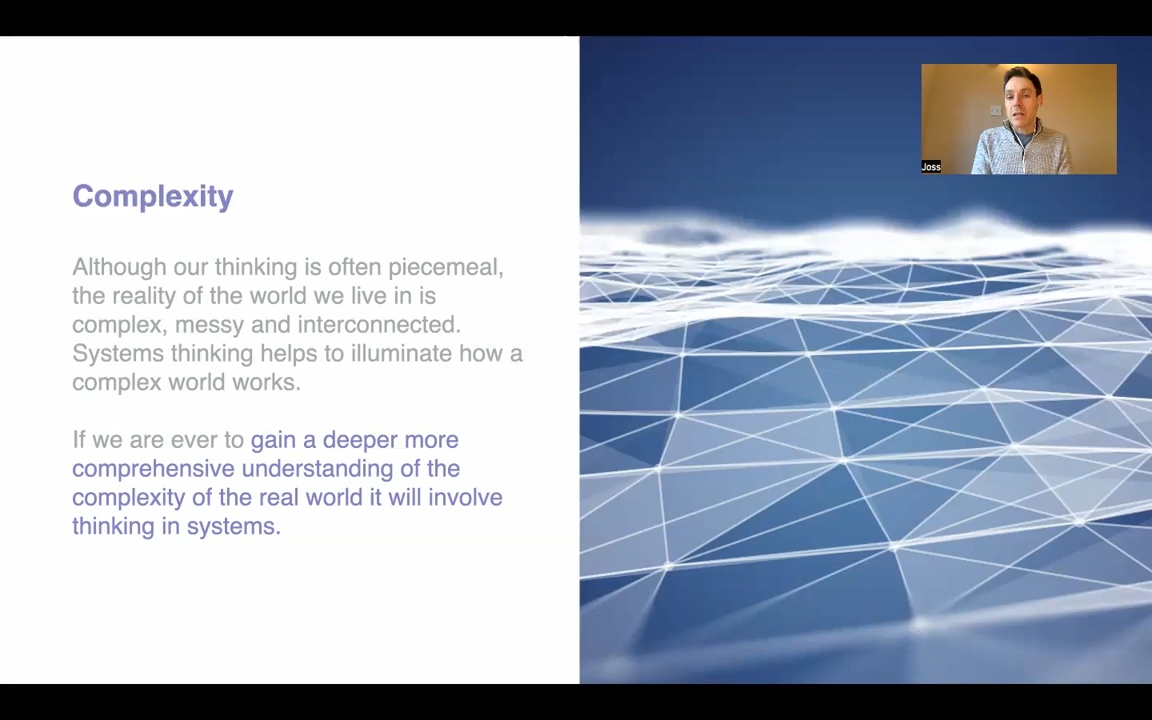 Complexity
Although our thinking is often piecemeal,
the reality of the world we live in is
complex, messy and interconnected.
Systems thinking helps to illuminate how a
complex world works.
If we are ever to gain a deeper more
comprehensive understanding of the
complexity of the real world it will involve
thinking in systems.
Joss